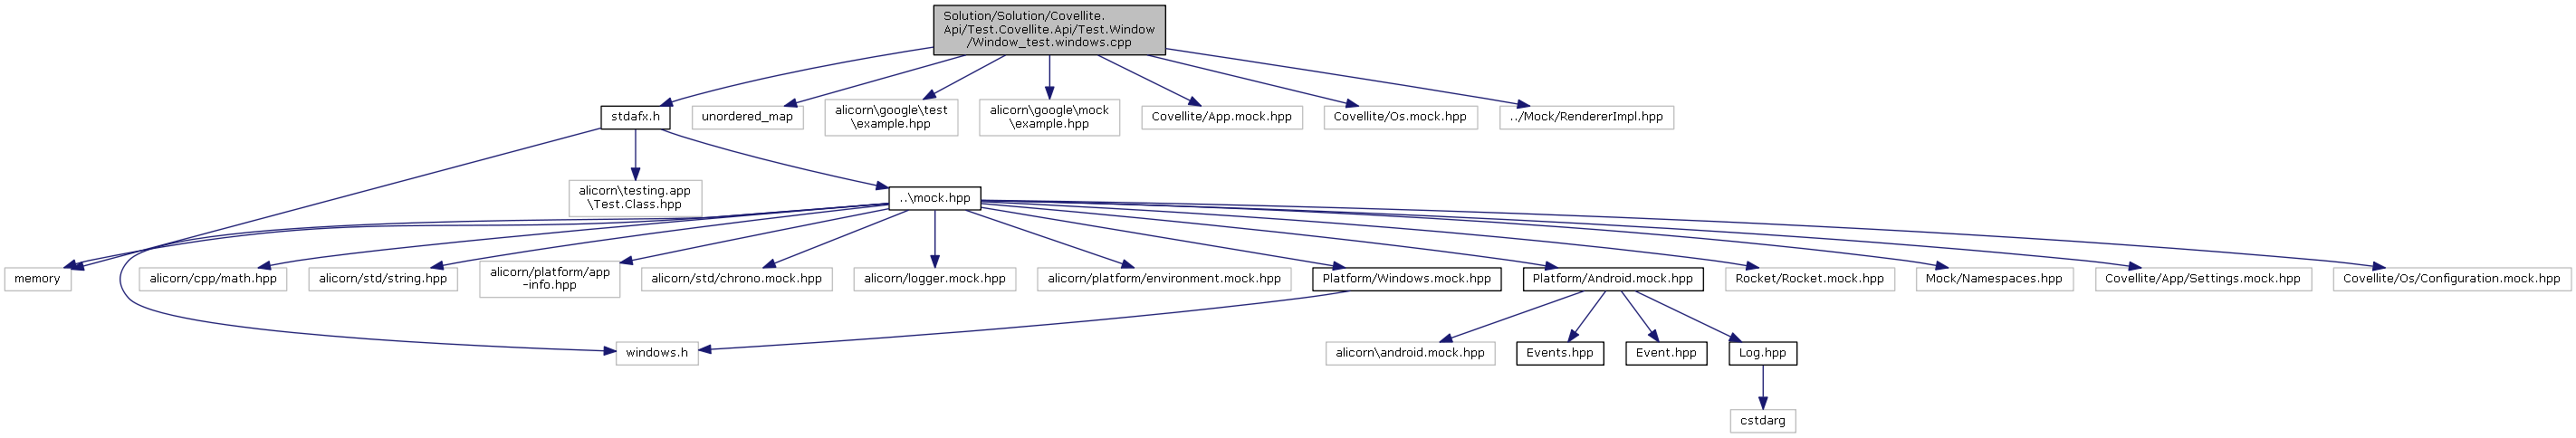 Solution/Solution/Covellite.
Api/Test.Covellite.Api/Test.Window
/Window_test.windows.cpp
stdafx.h
unordered_map
alicorn\google\test
\example.hpp
alicorn\google\mock
\example.hpp
Covellite/App.mock.hpp
Covellite/Os.mock.hpp
../Mock/RendererImpl.hpp
alicorn\testing.app
\Test.Class.hpp
..\mock.hpp
memory
alicorn/cpp/math.hpp
alicorn/std/string.hpp
alicorn/platform/app
-info.hpp
alicorn/std/chrono.mock.hpp
alicorn/logger.mock.hpp
alicorn/platform/environment.mock.hpp
Platform/Windows.mock.hpp
Platform/Android.mock.hpp
Rocket/Rocket.mock.hpp
Mock/Namespaces.hpp
Covellite/App/Settings.mock.hpp
Covellite/Os/Configuration.mock.hpp
windows.h
alicorn\android.mock.hpp
Events.hpp
Event.hpp
Log.hpp
cstdarg